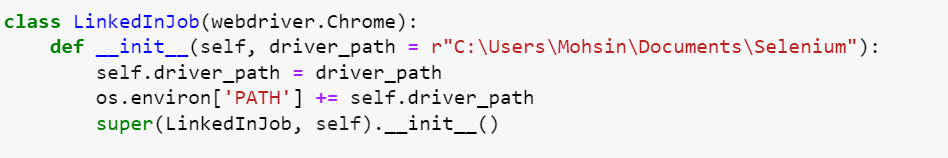 class LinkedInJob(webdriver.Chrome):
    def __init__(self, driver_path = r"C:\Users\Mohsin\Documents\Selenium"):
        self.driver_path = driver_path
        os.environ['PATH'] += self.driver_path
        super(LinkedInJob, self).__init__()